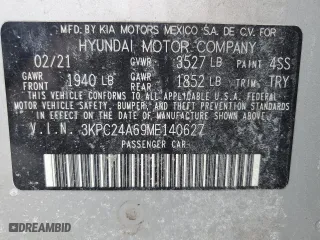 MFD. BY KIA MOTORS MEXICO S.A. DE C.V. FOR
HYUNDAI MOTOR COMPANY
02/21 GVWR 3527 LB PAINT 4SS
GAWR FRONT 1940 LB GAWR REAR 1852 LB TRIM TRY
THIS VEHICLE CONFORMS TO ALL APPLICABLE U.S.A. FEDERAL
MOTOR VEHICLE SAFETY, BUMPER, AND THEFT PREVENTION
STANDARDS IN EFFECT ON THE DATE OF MANUFACTURE SHOWN ABOVE.
V.I.N. 3KPC24A69ME140627
PASSENGER CAR
© DREAMBID.COM